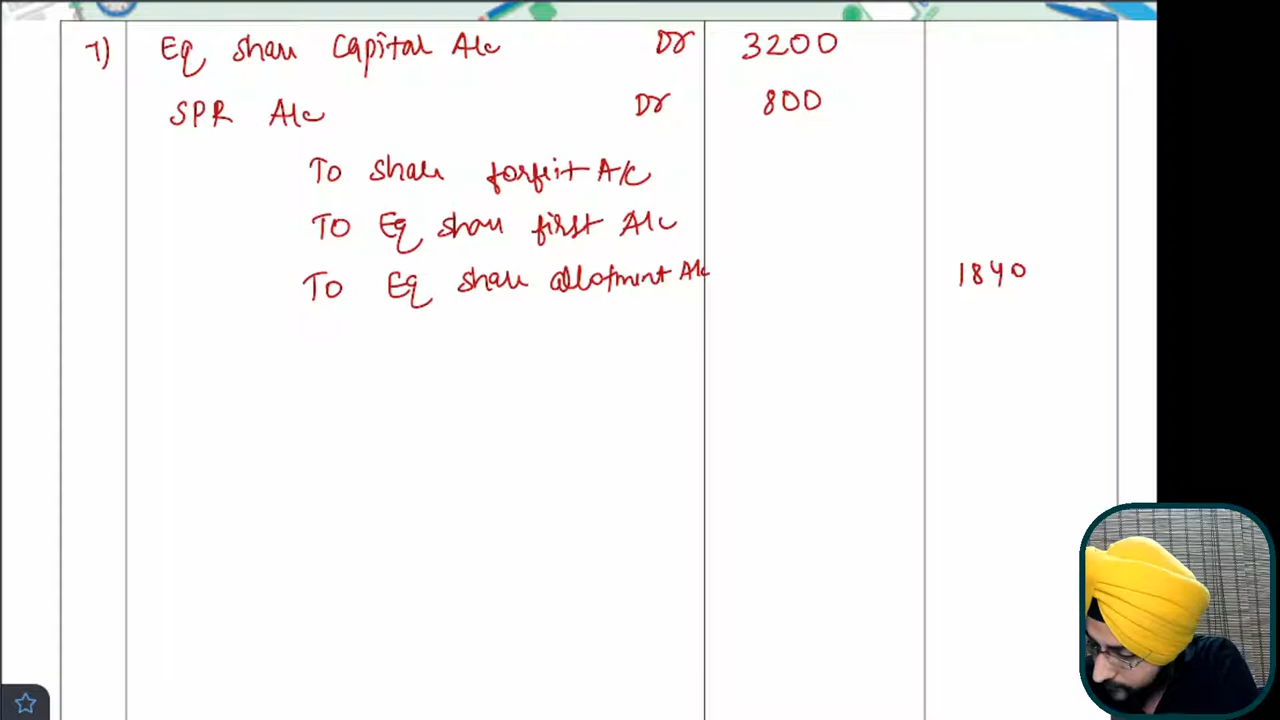 7) Eq share Capital A/c Dr 3200
SPR A/c Dr 800
To share forfeit A/c
To Eq share first A/c
To Eq share allotment A/c 1840